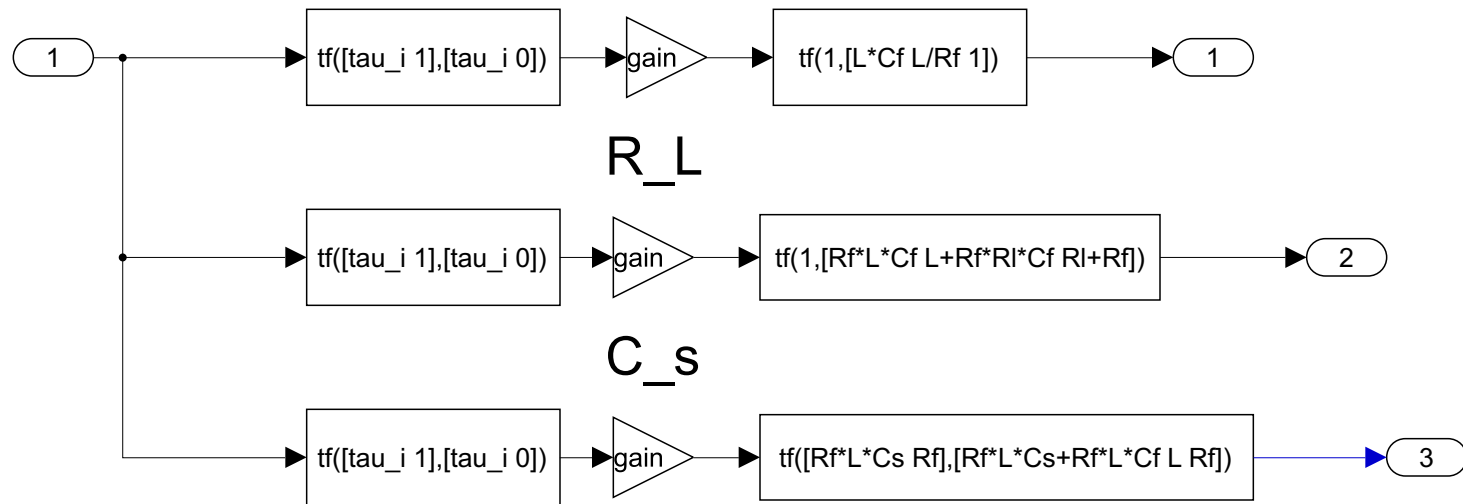 1 tf([tau_i 1],[tau_i 0]) gain tf(1,[L*Cf L/Rf 1]) 1
R_L
tf([tau_i 1],[tau_i 0]) gain tf(1,[Rf*L*Cf L+Rf*Rl*Cf Rl+Rf]) 2
C_s
tf([tau_i 1],[tau_i 0]) gain tf([Rf*L*Cs Rf],[Rf*L*Cs+Rf*L*Cf L Rf]) 3